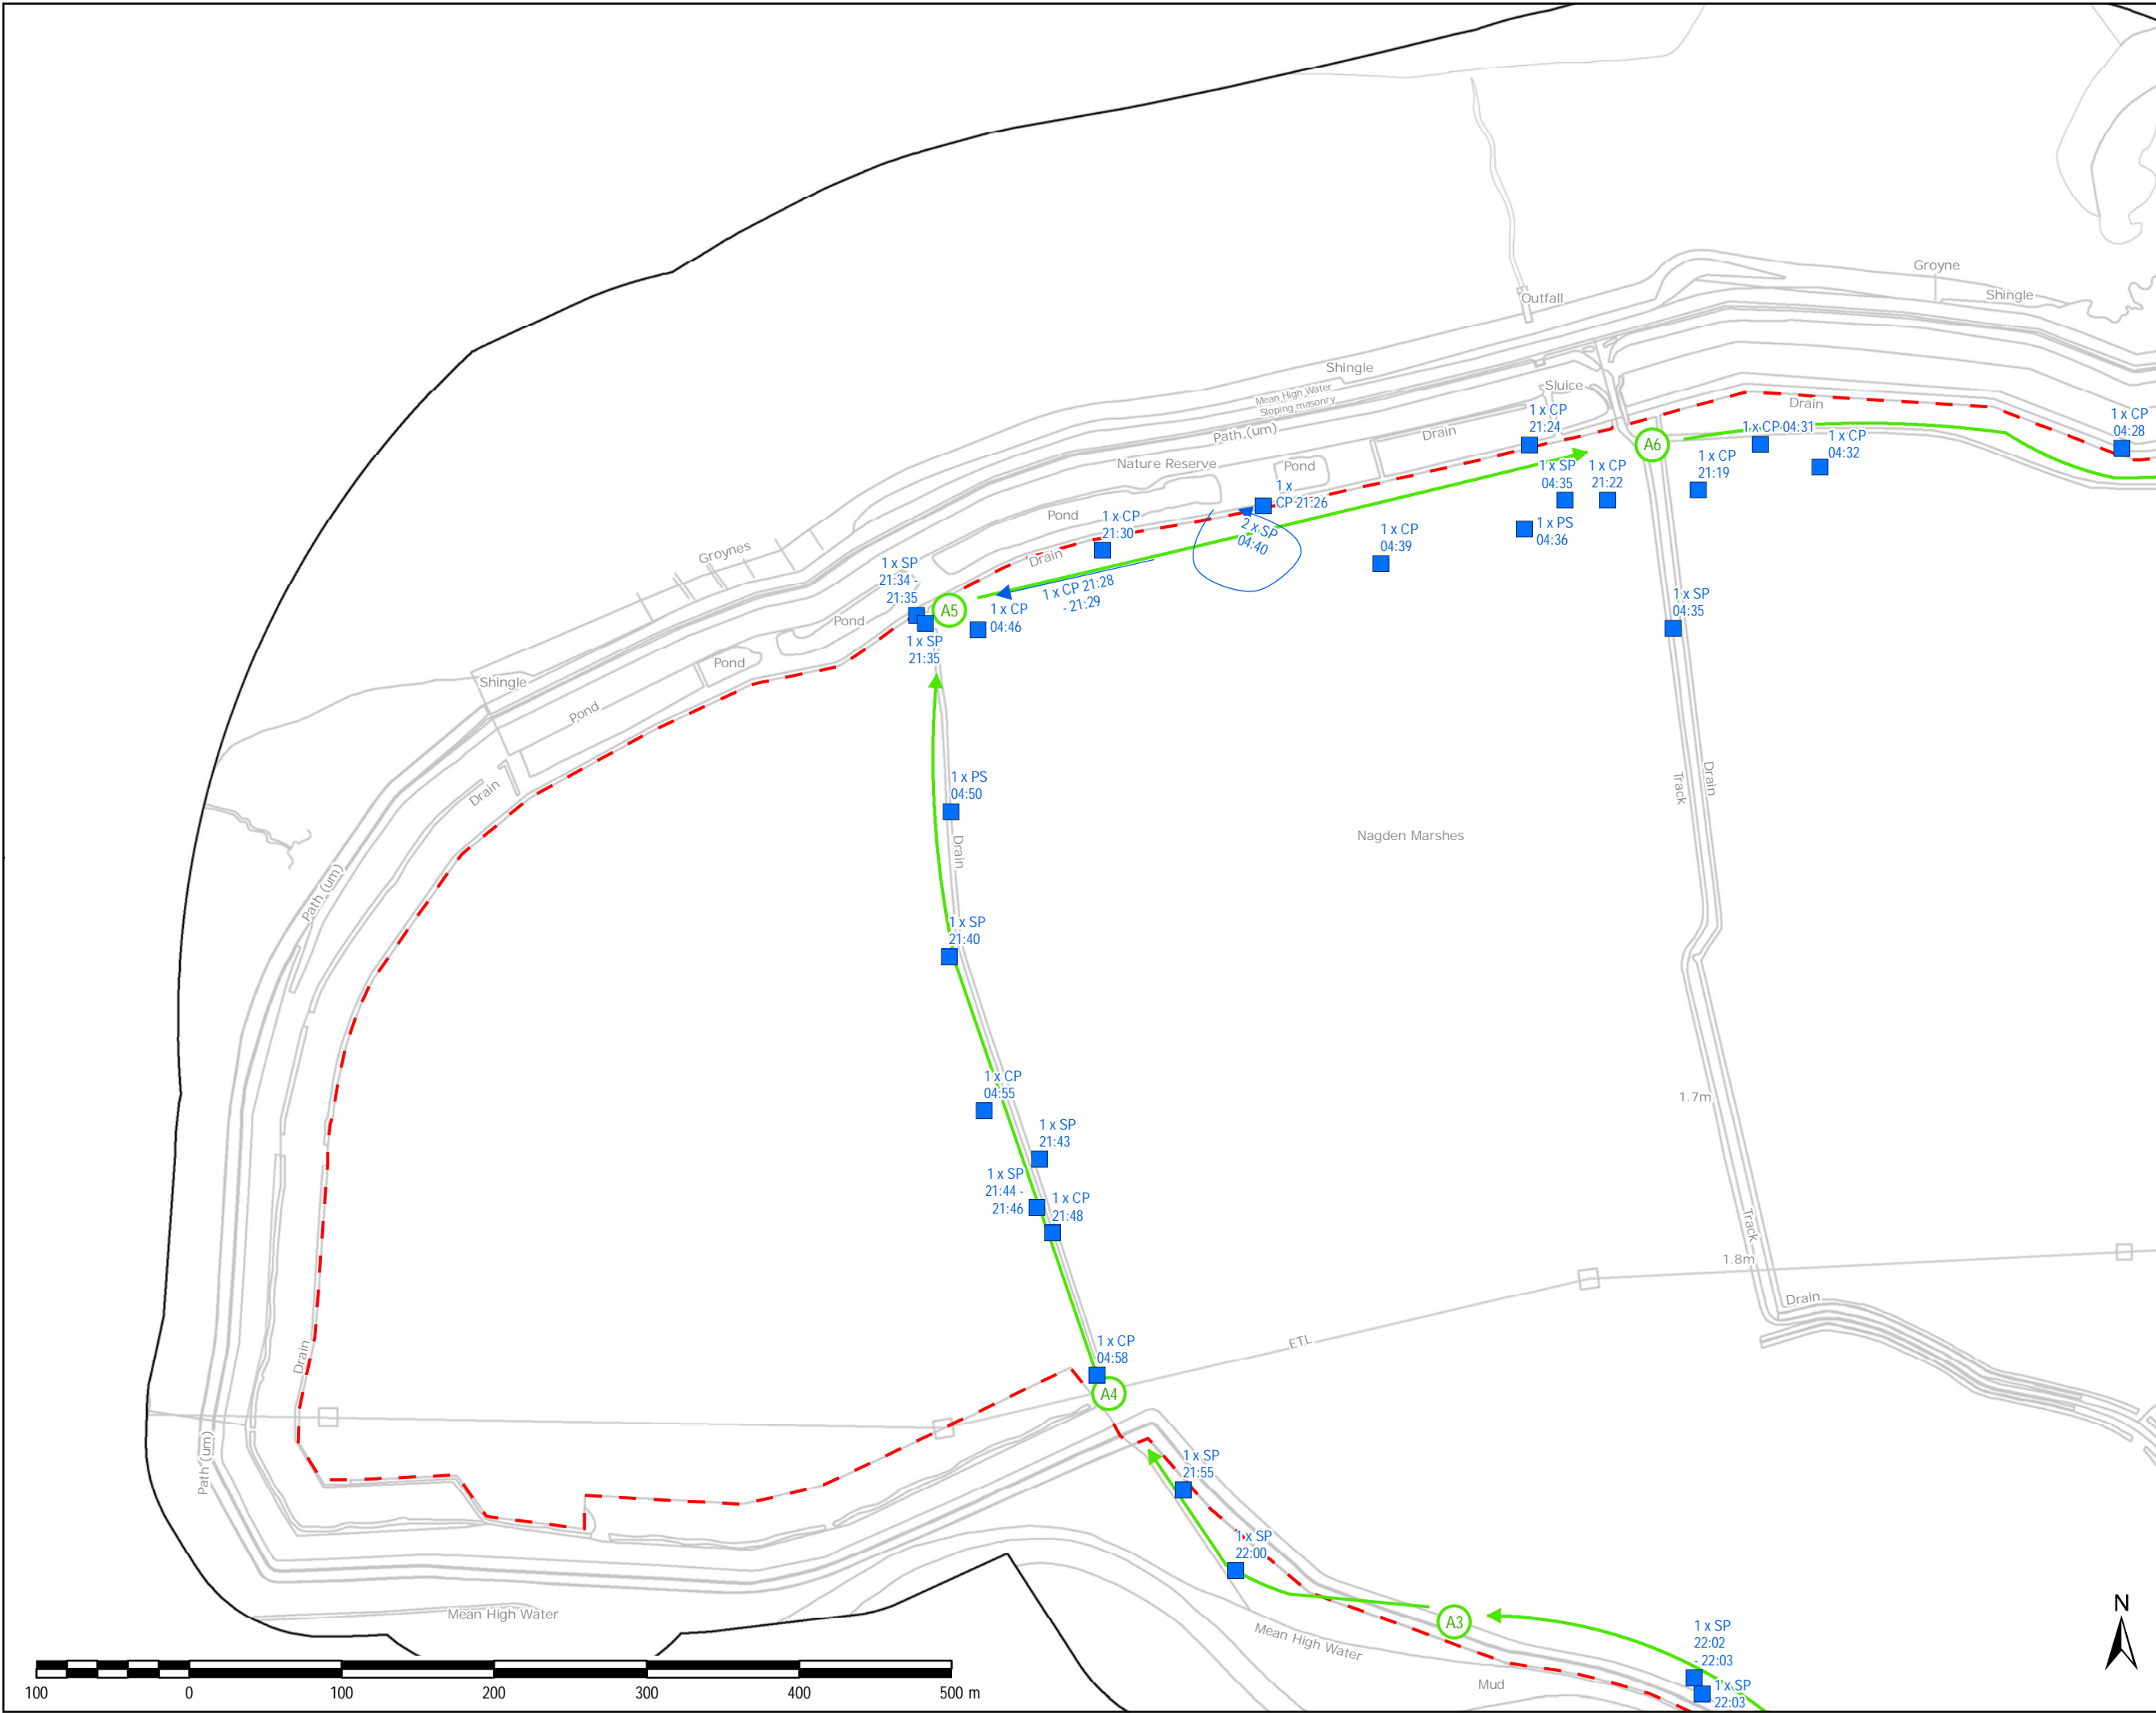 Groyne
Shingle
Outfall
Shingle
Mean High Water
Sloping masonry
Sluice
Drain
Path (um)
Drain
1 x CP
21:24
1 x CP 04:31
1 x CP
04:28
1 x CP
04:32
A6
1 x CP
21:19
Nature Reserve
Pond
1 x SP
04:35
1 x CP
21:22
1 x
CP 21:26
1 x PS
04:36
Pond
1 x CP
21:30
2 x SP
04:40
1 x CP
04:39
Groynes
Drain
1 x SP
21:34 -
21:35
1 x CP 21:28
- 21:29
A5
1 x CP
04:46
1 x SP
04:35
Pond
1 x SP
21:35
Pond
Shingle
Pond
1 x PS
04:50
Drain
Drain
Track
Drain
Nagden Marshes
Path (um)
1 x SP
21:40
1 x CP
04:55
1.7m
1 x SP
21:43
1 x SP
21:44 -
21:46
1 x CP
21:48
Track
1.8m
Drain
Drain
ETL
1 x CP
04:58
A4
Path (um)
1 x SP
21:55
1 x SP
22:00
Mean High Water
A3
Mean High Water
Mud
1 x SP
22:02
- 22:03
1 x SP
22:03
N
100
0
100
200
300
400
500 m